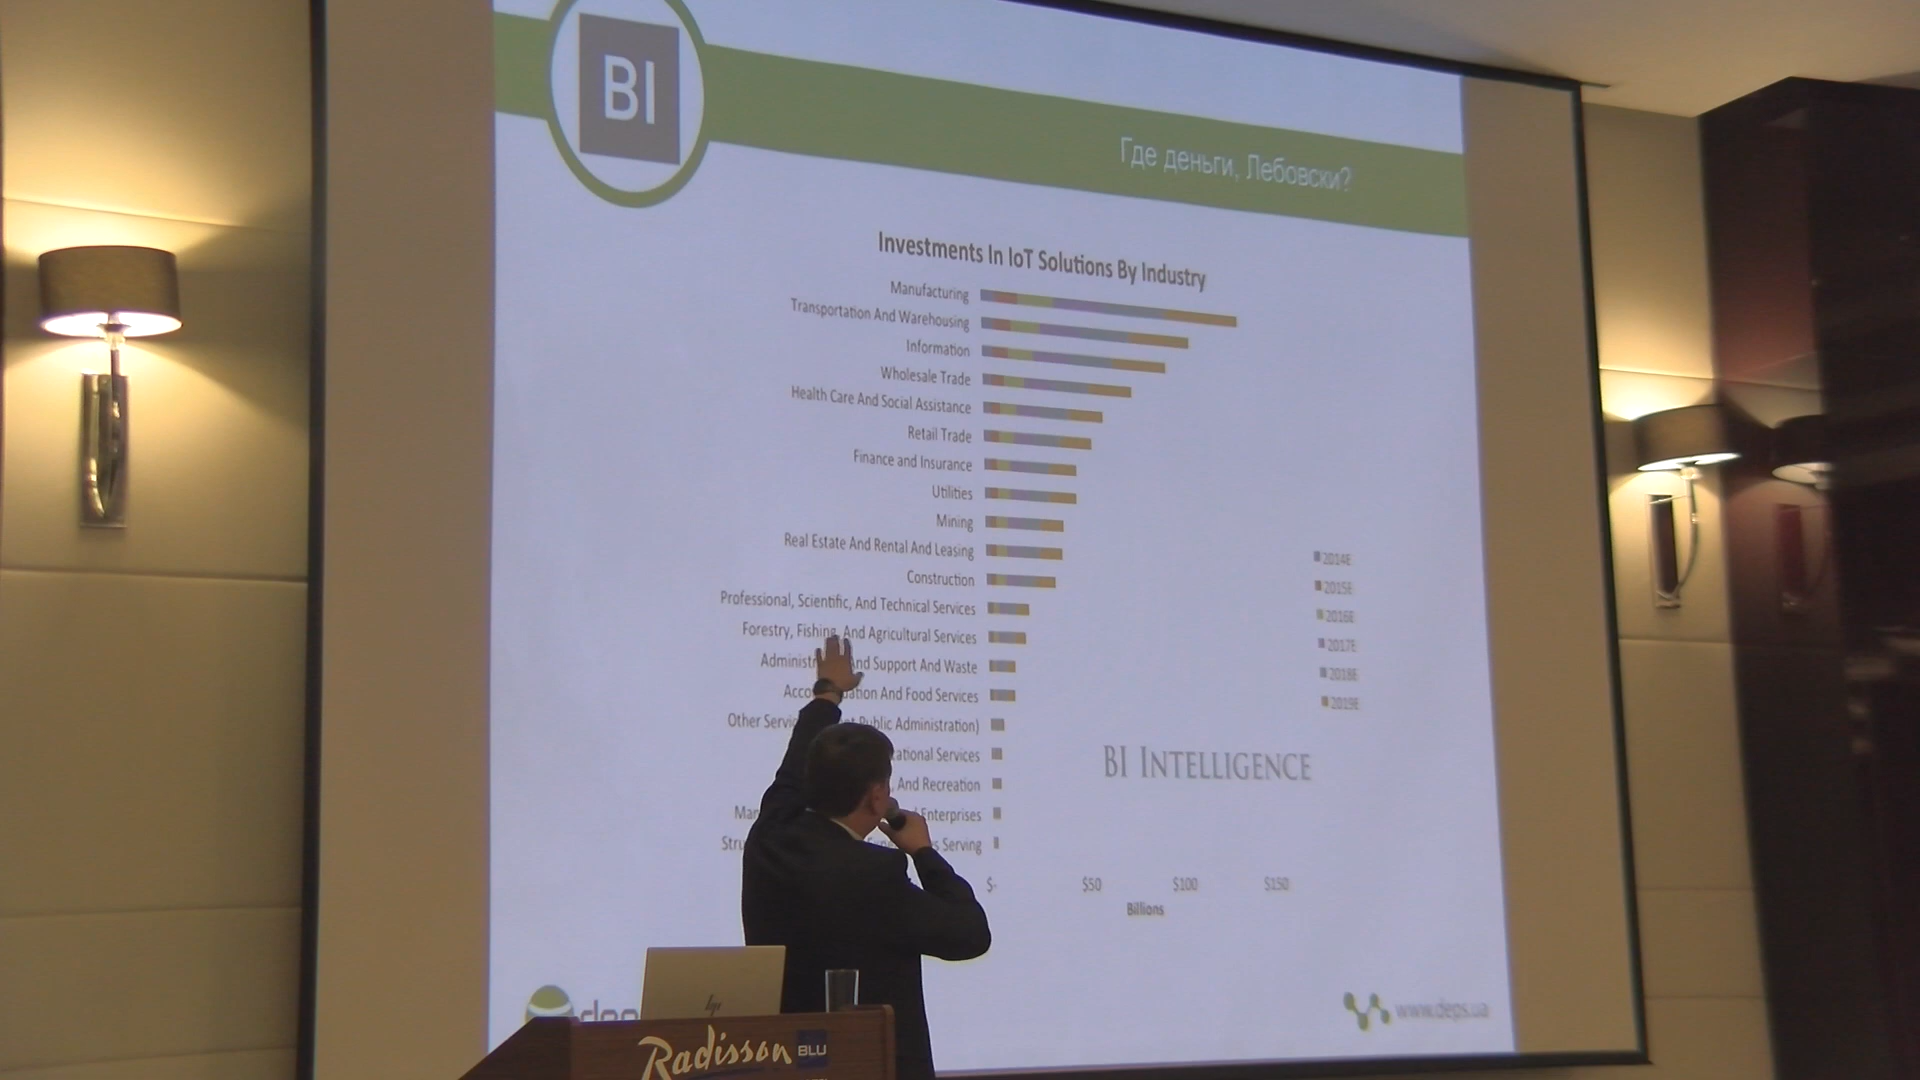 BI
Где деньги, Лебовски?
Investments In IoT Solutions By Industry
Manufacturing
Transportation And Warehousing
Information
Wholesale Trade
Health Care And Social Assistance
Retail Trade
Finance and Insurance
Utilities
Mining
Real Estate And Rental And Leasing
Construction
Professional, Scientific, And Technical Services
Forestry, Fishing, And Agricultural Services
And Support And Waste
And Food Services
Other Public Administration)
Services
And Recreation
Enterprises
Serving
2014E
2015E
2016E
2017E
2018E
2019E
BI INTELLIGENCE
$- $50 $100 $150
Billions
www.deps.ua
hp
Radisson BLU